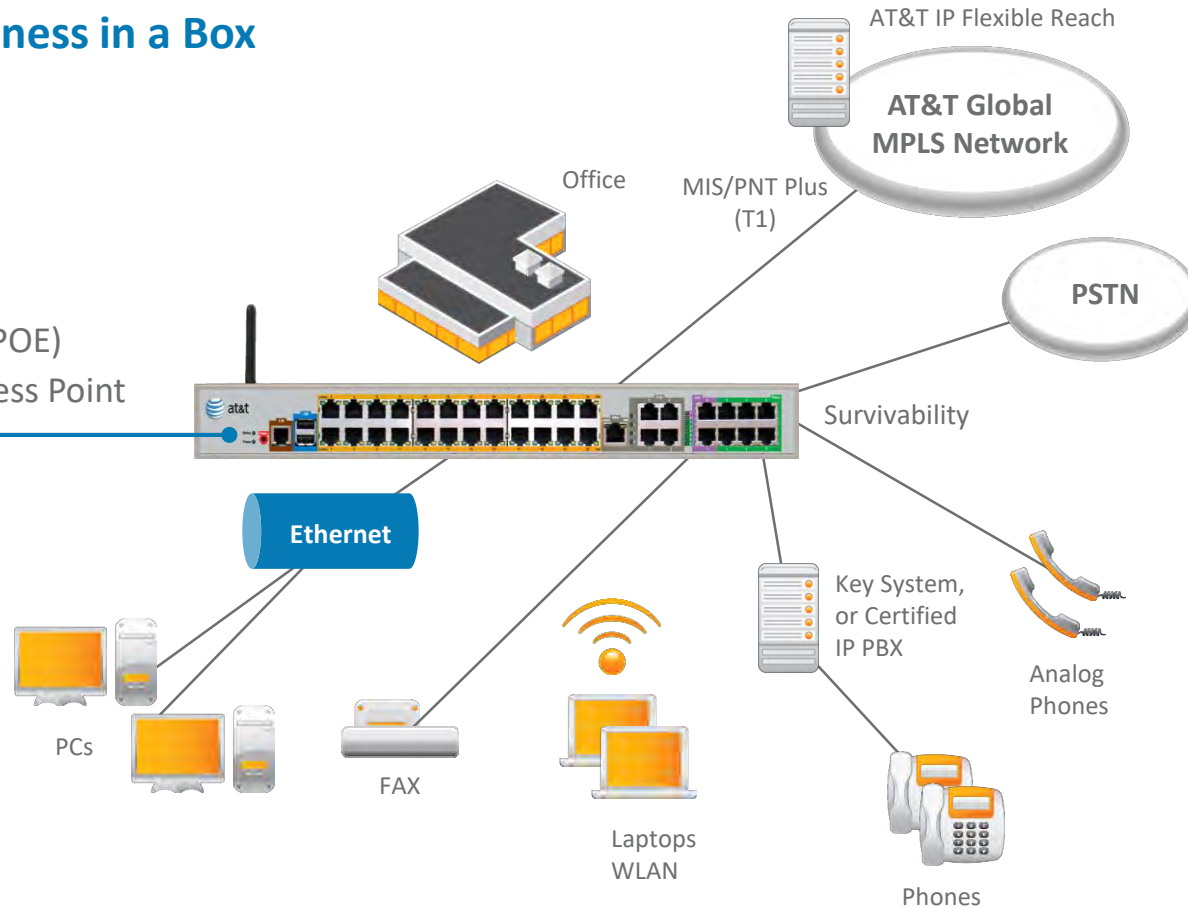 ness in a Box
AT&T IP Flexible Reach
AT&T Global
MPLS Network
Office
MIS/PNT Plus
(T1)
PSTN
POE)
ess Point
at&t
Survivability
Ethernet
Key System,
or Certified
IP PBX
Analog
Phones
PCs
FAX
Laptops
WLAN
Phones